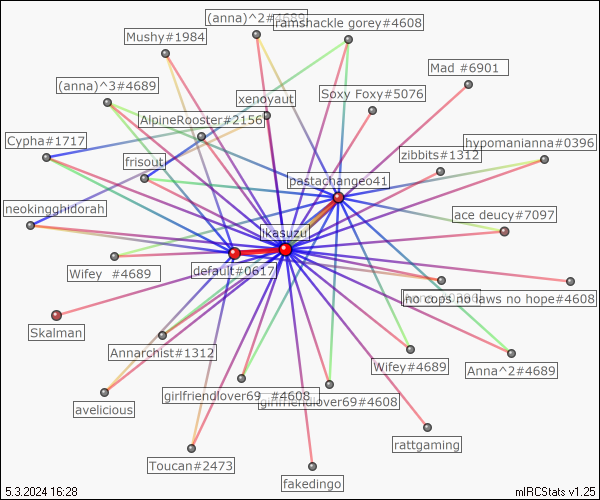 (anna)^2#4689
ramshackle gorey#4608
Mushy#1984
Mad #6901
(anna)^3#4689
xenoyaut
Soxy Foxy#5076
AlpineRooster#2156
Cypha#1717
hypomanianna#0396
zibbits#1312
frisout
pastachangeo41
neokingghidorah
ace deucy#7097
ikasuzu
Wifey #4689
default#0617
no cops no laws no hope#4608
Skalman
Annarchist#1312
Wifey#4689
Anna^2#4689
girlfriendlover69_#4608
girlfriendlover69#4608
avelicious
rattgaming
Toucan#2473
fakedingo
5.3.2024 16:28
mIRCStats v1.25